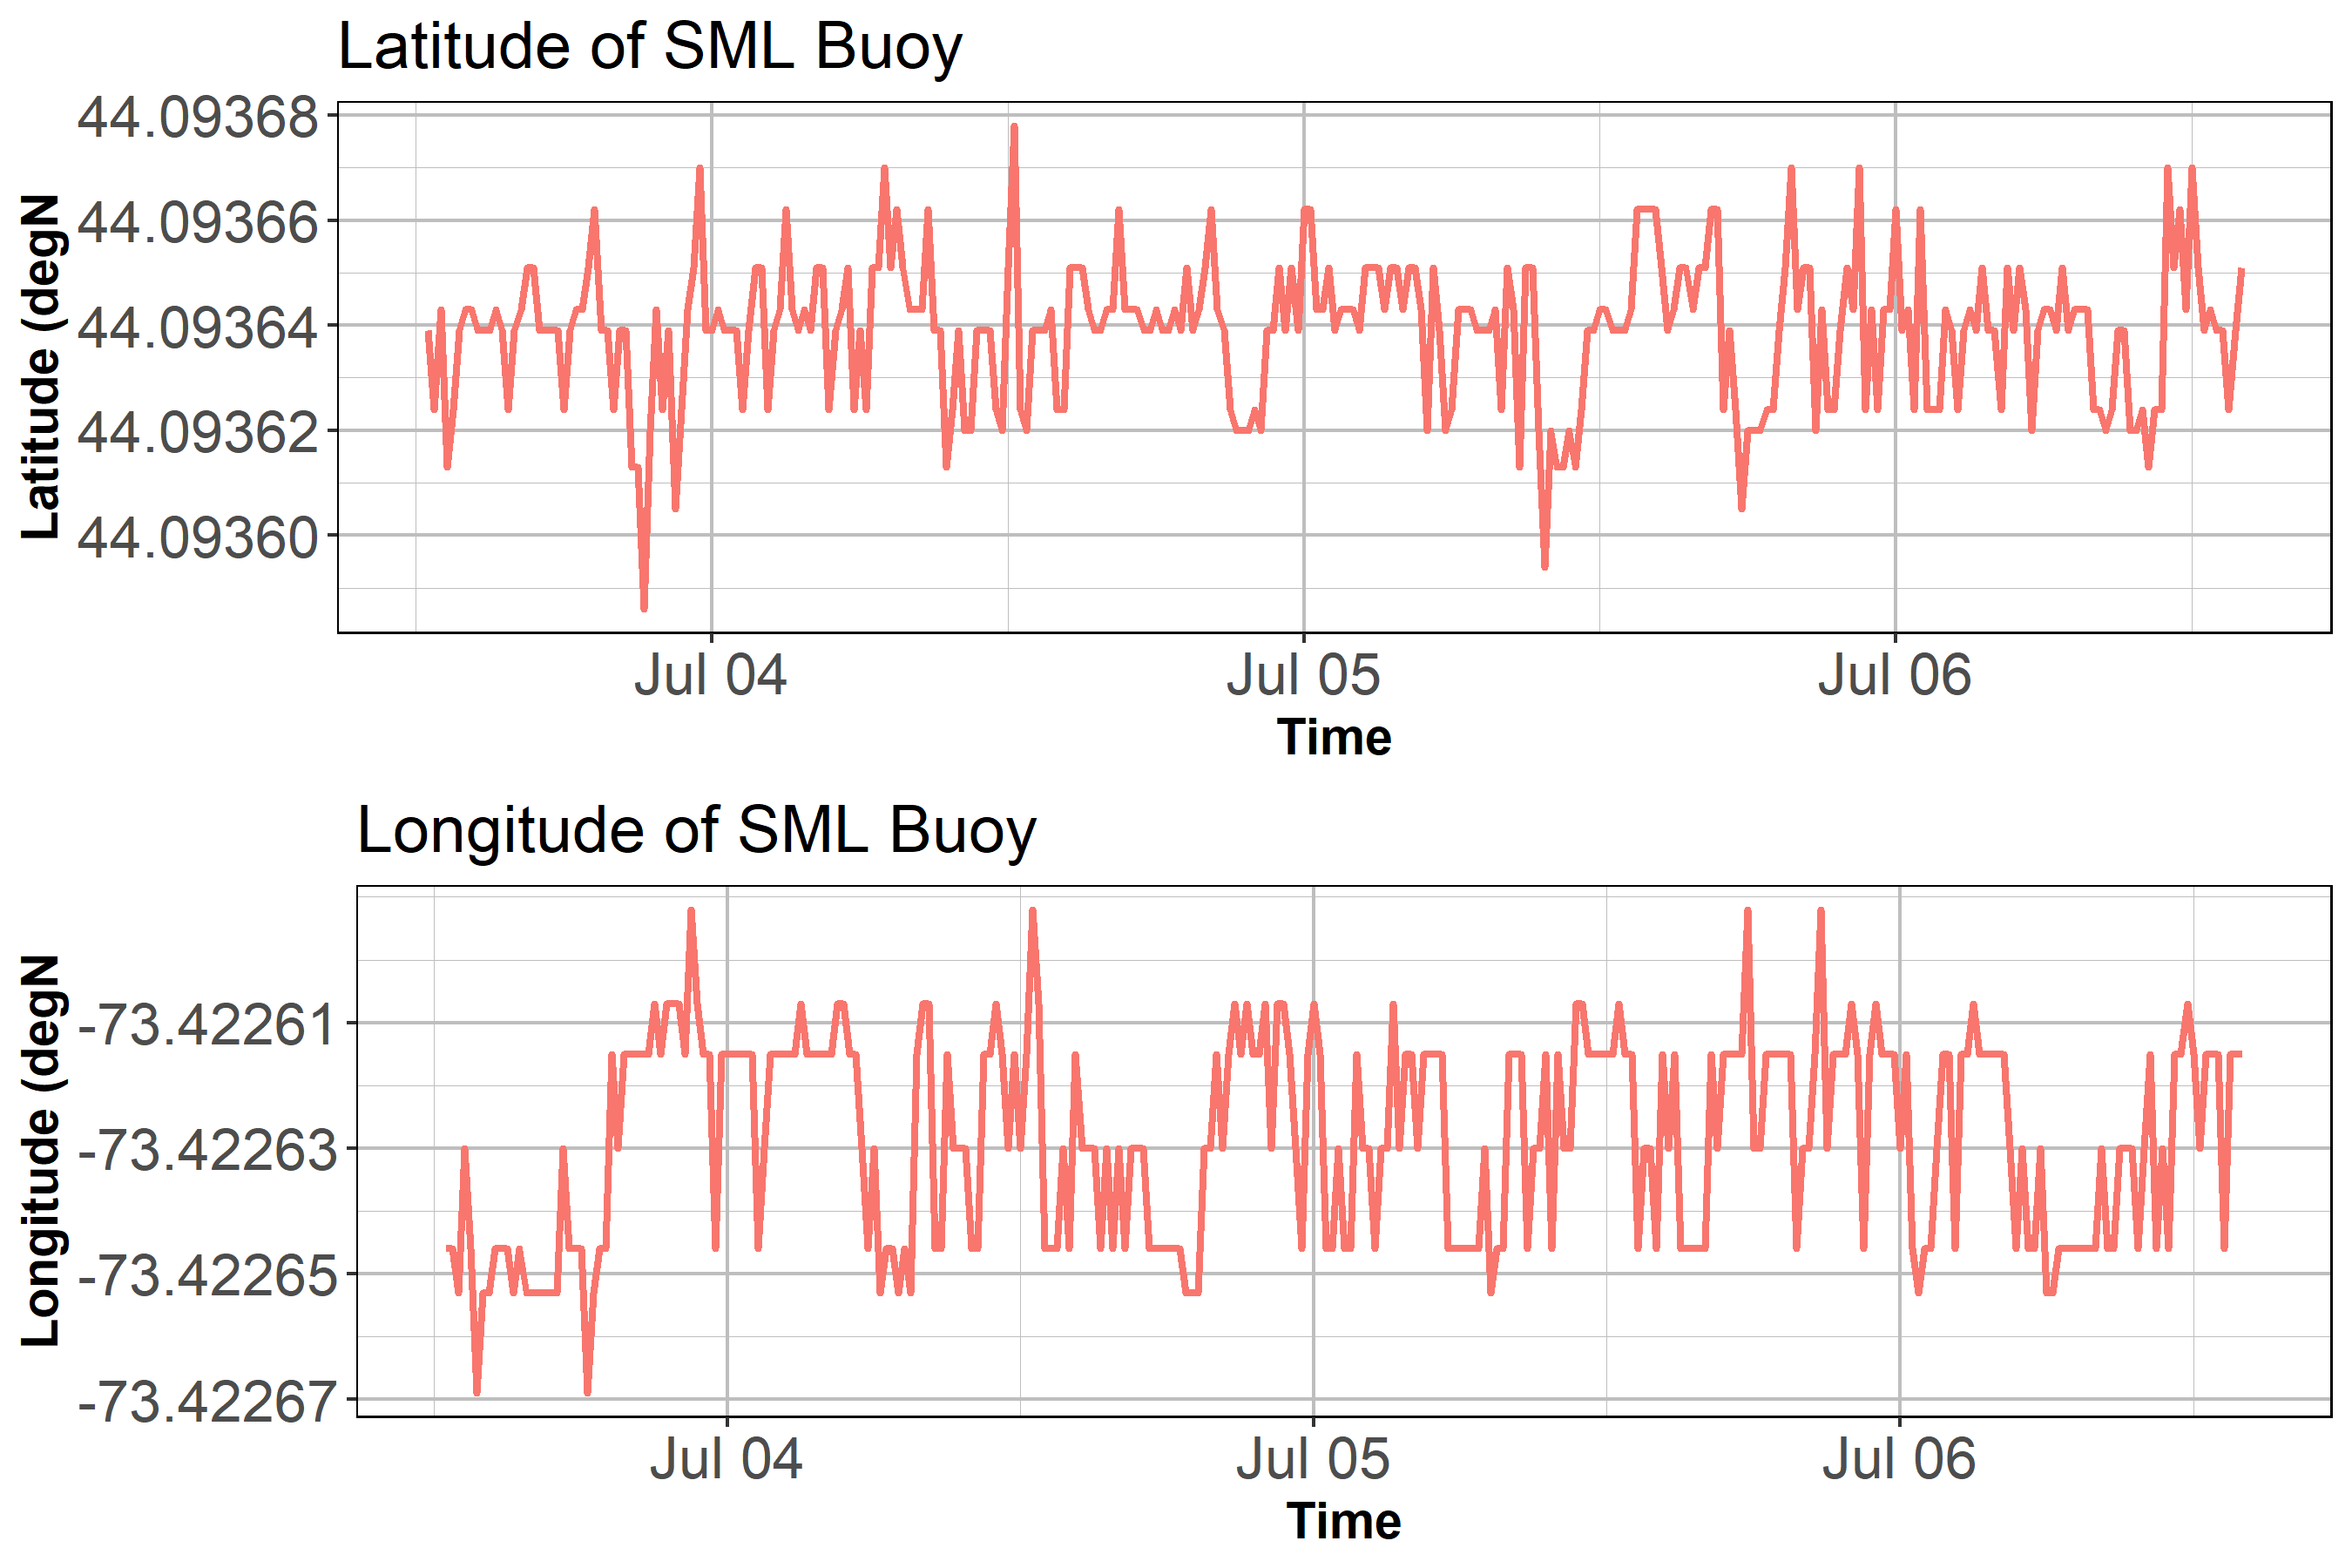 Latitude of SML Buoy
44.09368
44.09366
44.09364
44.09362
44.09360
Latitude (degN
Jul 04 Jul 05 Jul 06
Time
Longitude of SML Buoy
-73.42261
-73.42263
-73.42265
-73.42267
Longitude (degN
Jul 04 Jul 05 Jul 06
Time